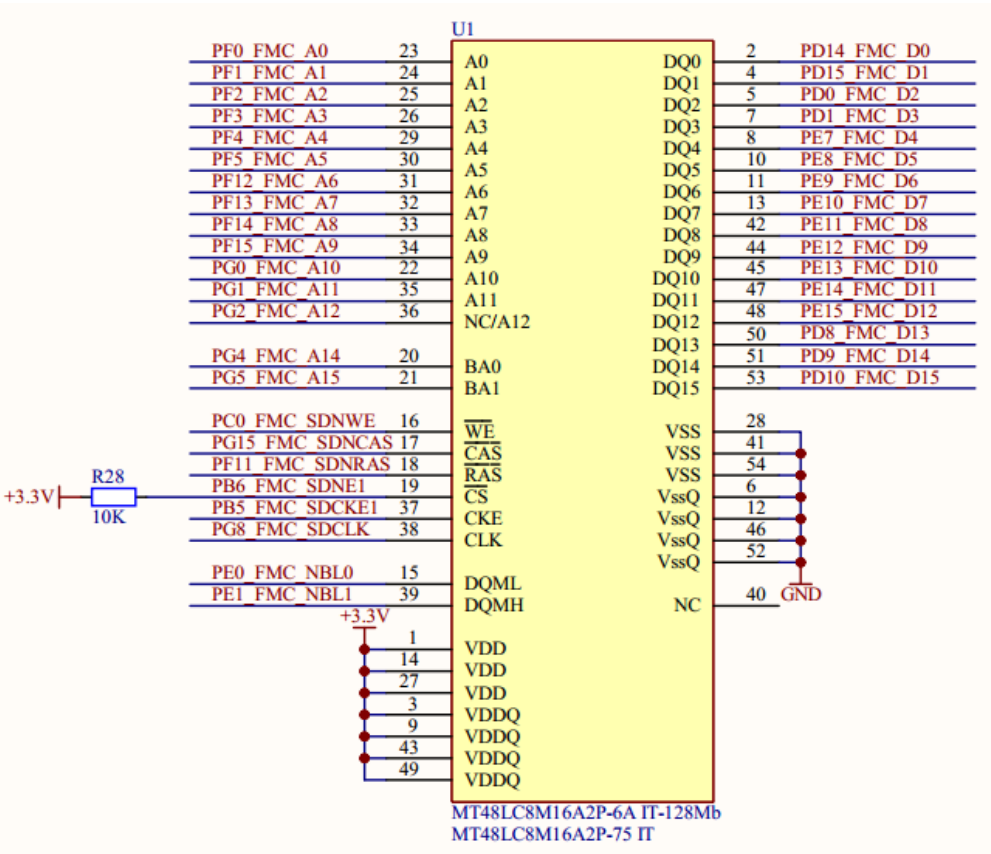 U1
PF0_FMC_A0 23 A0 DQ0 2 PD14_FMC_D0
PF1_FMC_A1 24 A1 DQ1 4 PD15_FMC_D1
PF2_FMC_A2 25 A2 DQ2 5 PD0_FMC_D2
PF3_FMC_A3 26 A3 DQ3 7 PD1_FMC_D3
PF4_FMC_A4 29 A4 DQ4 8 PE7_FMC_D4
PF5_FMC_A5 30 A5 DQ5 10 PE8_FMC_D5
PF12_FMC_A6 31 A6 DQ6 11 PE9_FMC_D6
PF13_FMC_A7 32 A7 DQ7 13 PE10_FMC_D7
PF14_FMC_A8 33 A8 DQ8 42 PE11_FMC_D8
PF15_FMC_A9 34 A9 DQ9 44 PE12_FMC_D9
PG0_FMC_A10 22 A10 DQ10 45 PE13_FMC_D10
PG1_FMC_A11 35 A11 DQ11 47 PE14_FMC_D11
PG2_FMC_A12 36 NC/A12 DQ12 48 PE15_FMC_D12
DQ13 50 PD8_FMC_D13
PG4_FMC_A14 20 BA0 DQ14 51 PD9_FMC_D14
PG5_FMC_A15 21 BA1 DQ15 53 PD10_FMC_D15
PC0_FMC_SDNWE 16 WE VSS 28
PG15_FMC_SDNCAS 17 CAS VSS 41
PF11_FMC_SDNRAS 18 RAS VSS 54
R28
+3.3V PB6_FMC_SDNE1 19 CS VssQ 6
10K PB5_FMC_SDCKE1 37 CKE VssQ 12
PG8_FMC_SDCLK 38 CLK VssQ 46
VssQ 52
PE0_FMC_NBL0 15 DQML
PE1_FMC_NBL1 39 DQMH NC 40 GND
+3.3V
1 VDD
14 VDD
27 VDD
3 VDDQ
9 VDDQ
43 VDDQ
49 VDDQ
MT48LC8M16A2P-6A IT-128Mb
MT48LC8M16A2P-75 IT